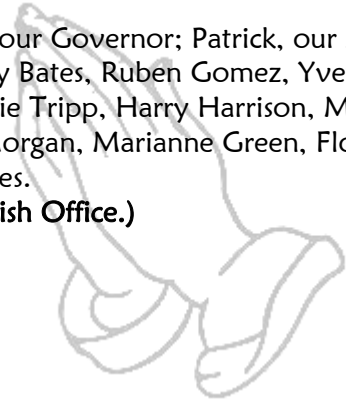 our Governor; Patrick, our
Bates, Ruben Gomez, Yve
ie Tripp, Harry Harrison, M
organ, Marianne Green, Flo
es.
ish Office.)